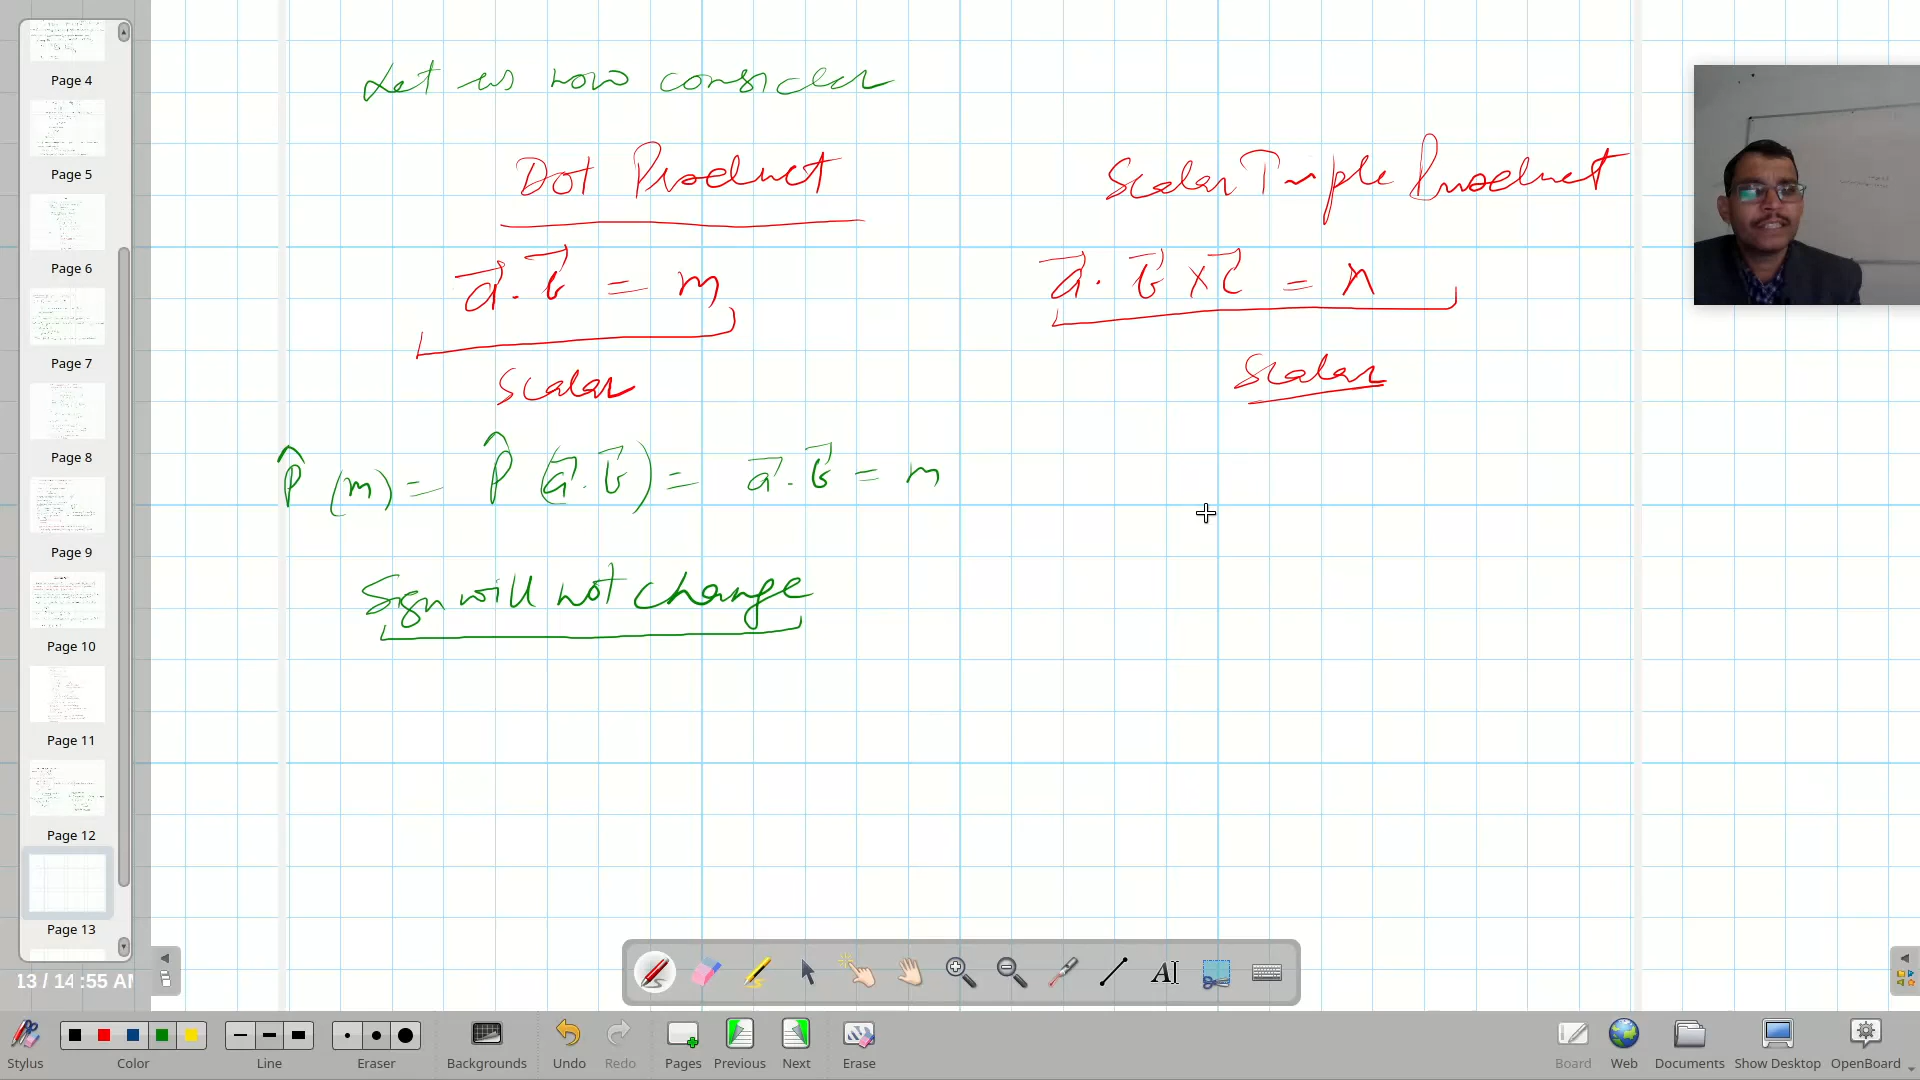 Let us now consider
Dot Product
a⃗ . b⃗ = m
Scalar
P̂ (m) = P̂ (a⃗ . b⃗) = a⃗ . b⃗ = m
Sign will not change
Scalar Triple Product
a⃗ . b⃗ × c⃗ = n
Scalar
Page 4
Page 5
Page 6
Page 7
Page 8
Page 9
Page 10
Page 11
Page 12
Page 13
13 / 14
:55 AM
Stylus
Color
Line
Eraser
Backgrounds
Undo
Redo
Pages
Previous
Next
Erase
Board
Web
Documents
Show Desktop
OpenBoard